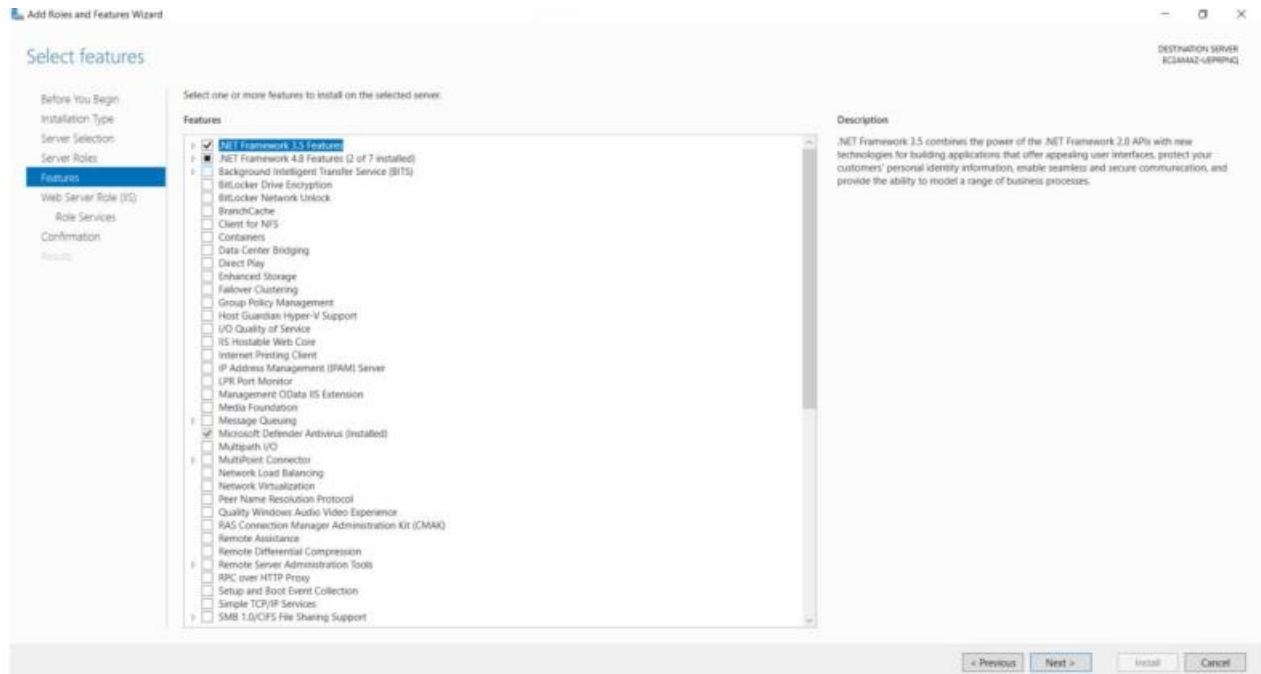 Add Roles and Features Wizard
Select features
DESTINATION SERVER
Before You Begin
Installation Type
Server Selection
Server Roles
Features
Web Server Role (IIS)
Role Services
Confirmation
Results
Select one or more features to install on the selected server.
Features
.NET Framework 3.5 Features
.NET Framework 4.8 Features (2 of 7 installed)
Background Intelligent Transfer Service (BITS)
BitLocker Drive Encryption
BitLocker Network Unlock
BranchCache
Client for NFS
Containers
Data Center Bridging
Direct Play
Enhanced Storage
Failover Clustering
Group Policy Management
Host Guardian Hyper-V Support
I/O Quality of Service
IIS Hostable Web Core
Internet Printing Client
IP Address Management (IPAM) Server
LPR Port Monitor
Management OData IIS Extension
Media Foundation
Message Queuing
Microsoft Defender Antivirus (Installed)
Multipath I/O
MultiPoint Connector
Network Load Balancing
Network Virtualization
Peer Name Resolution Protocol
Quality Windows Audio Video Experience
RAS Connection Manager Administration Kit (CMAK)
Remote Assistance
Remote Differential Compression
Remote Server Administration Tools
RPC over HTTP Proxy
Setup and Boot Event Collection
Simple TCP/IP Services
SMB 1.0/CIFS File Sharing Support
Description
.NET Framework 3.5 combines the power of the .NET Framework 2.0 APIs with new
technologies for building applications that offer appealing user interfaces, protect your
customers' personal identity information, enable seamless and secure communication, and
provide the ability to model a range of business processes.
< Previous
Next >
Install
Cancel